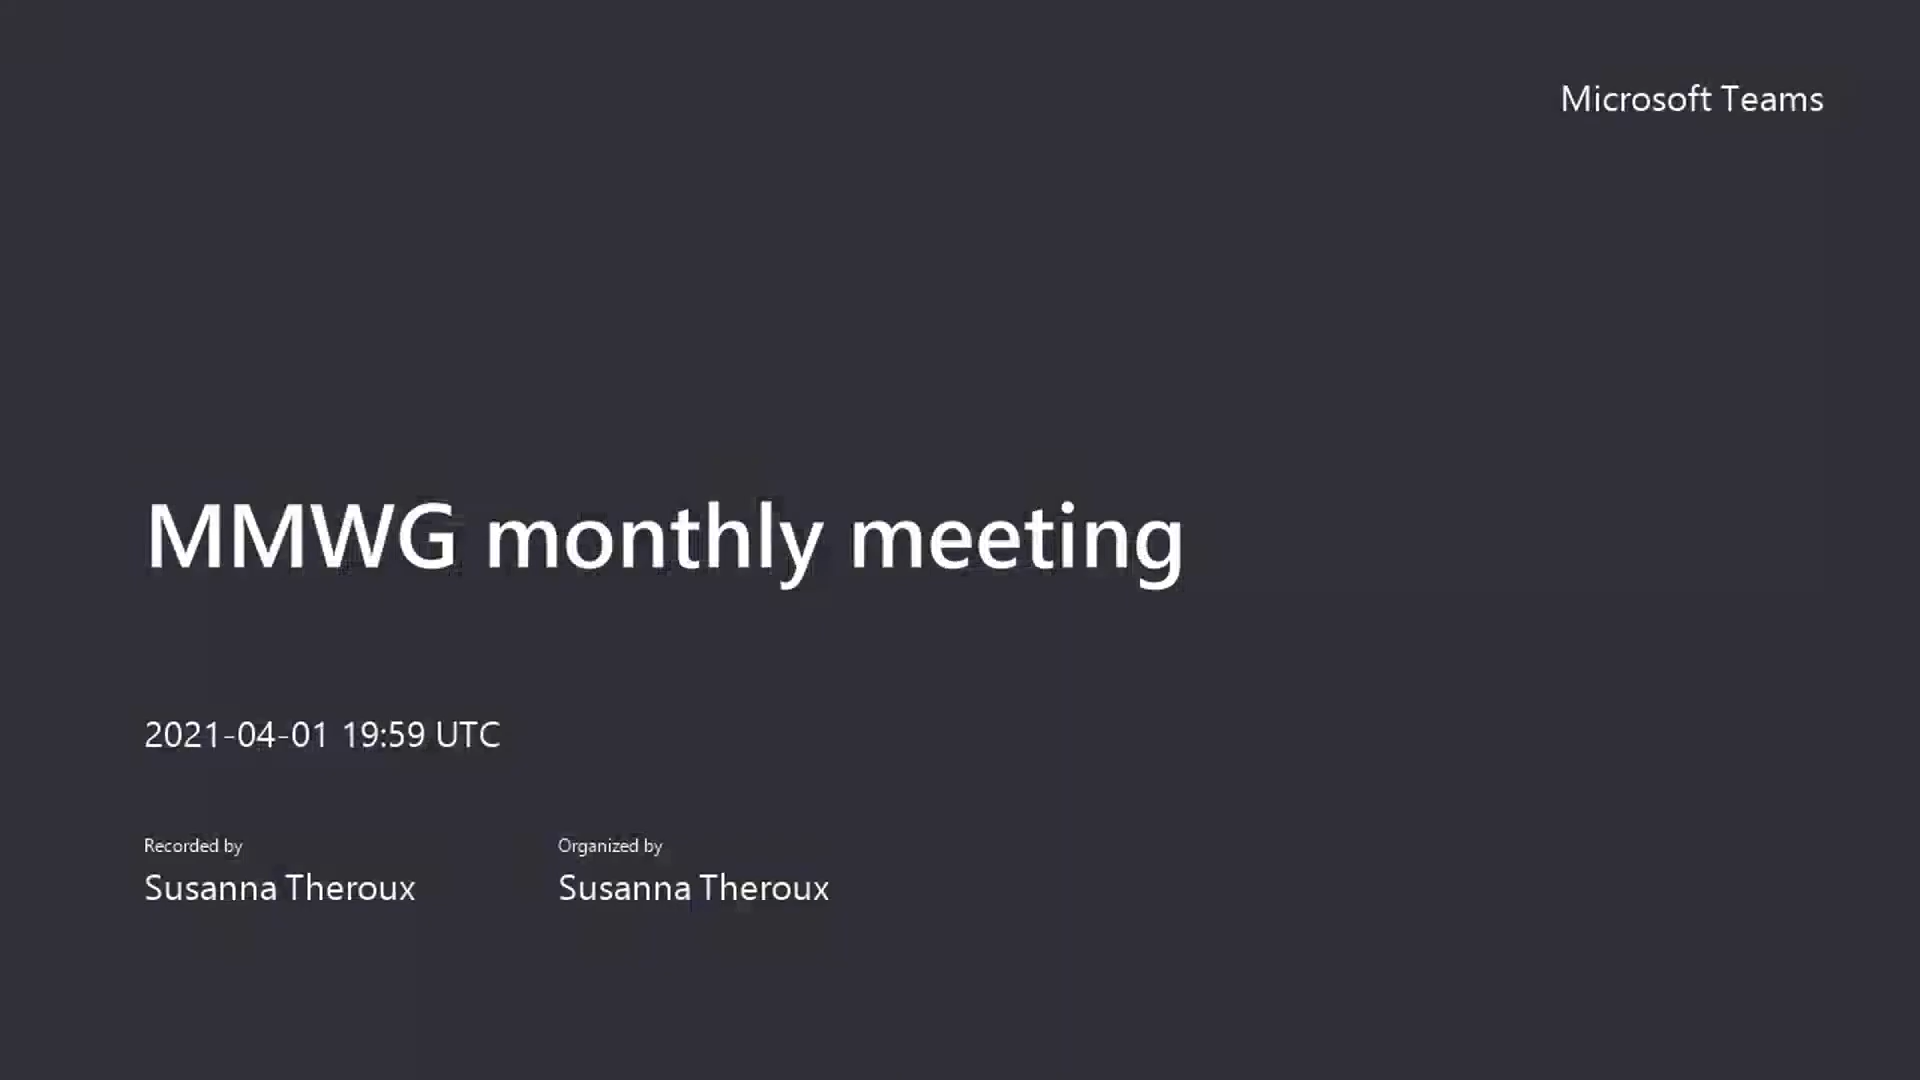 Microsoft Teams
MMWG monthly meeting
2021-04-01 19:59 UTC
Recorded by
Susanna Theroux
Organized by
Susanna Theroux